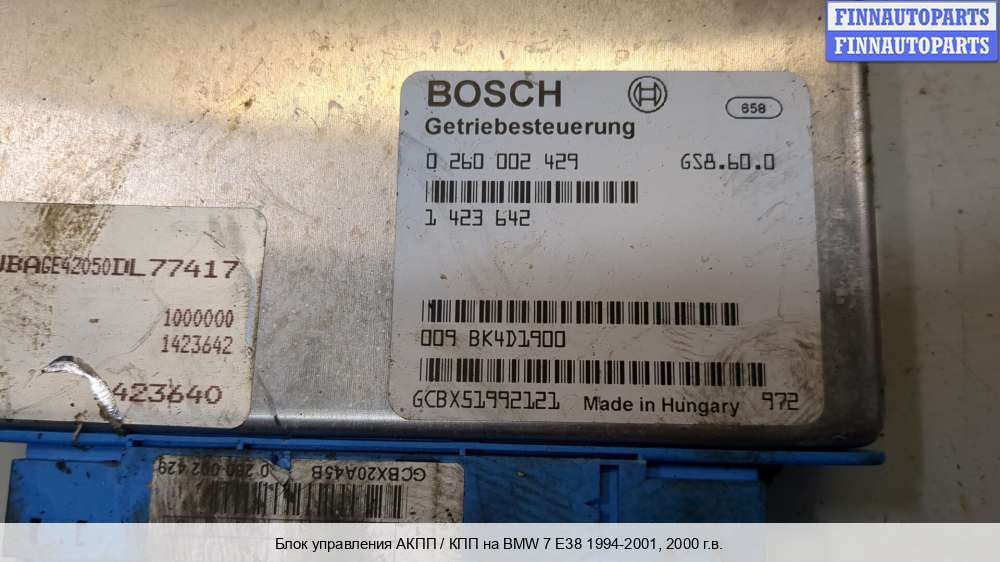 FINNAUTOPARTS
FINNAUTOPARTS
BOSCH
658
Getriebesteuerung
0 260 002 429 GS8.60.0
1 423 642
009 BK4D1900
GCBXS1992121 Made in Hungary 972
WBAGE42050DL77417
1000000
1423642
423640
0 260 002 429 GCBX20A45B
Блок управления АКПП / КПП на BMW 7 E38 1994-2001, 2000 г.в.